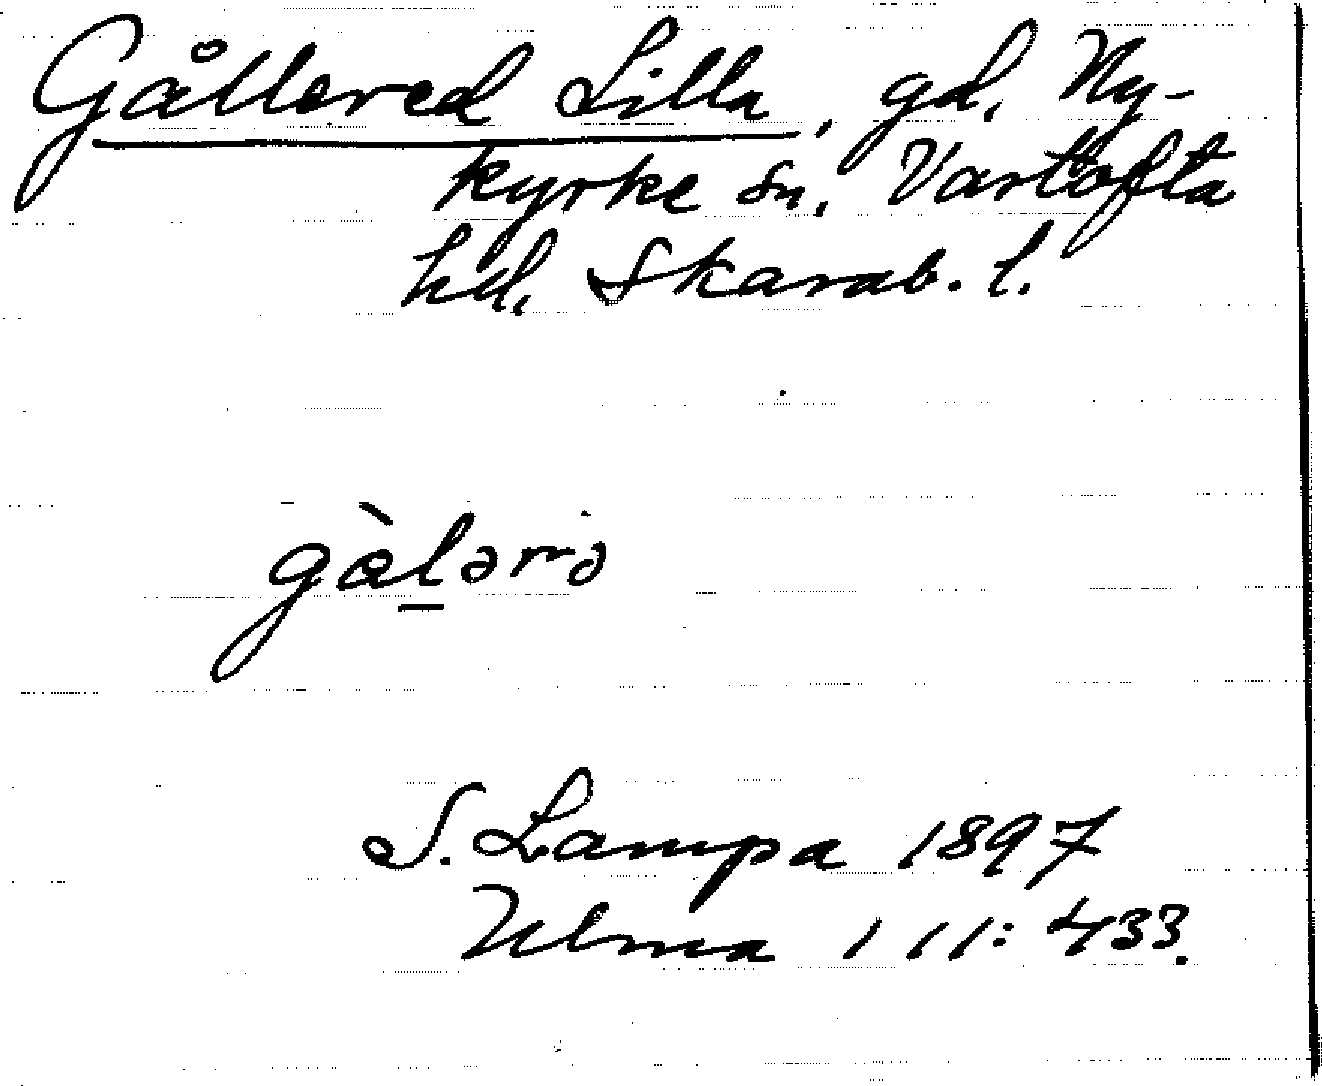 Gållered Lilla, gd. Ny-
kyrke sn. Vartofta
hd. Skarab. l.
gàlərə
S. Lampa 1897
Ulma 111:433.